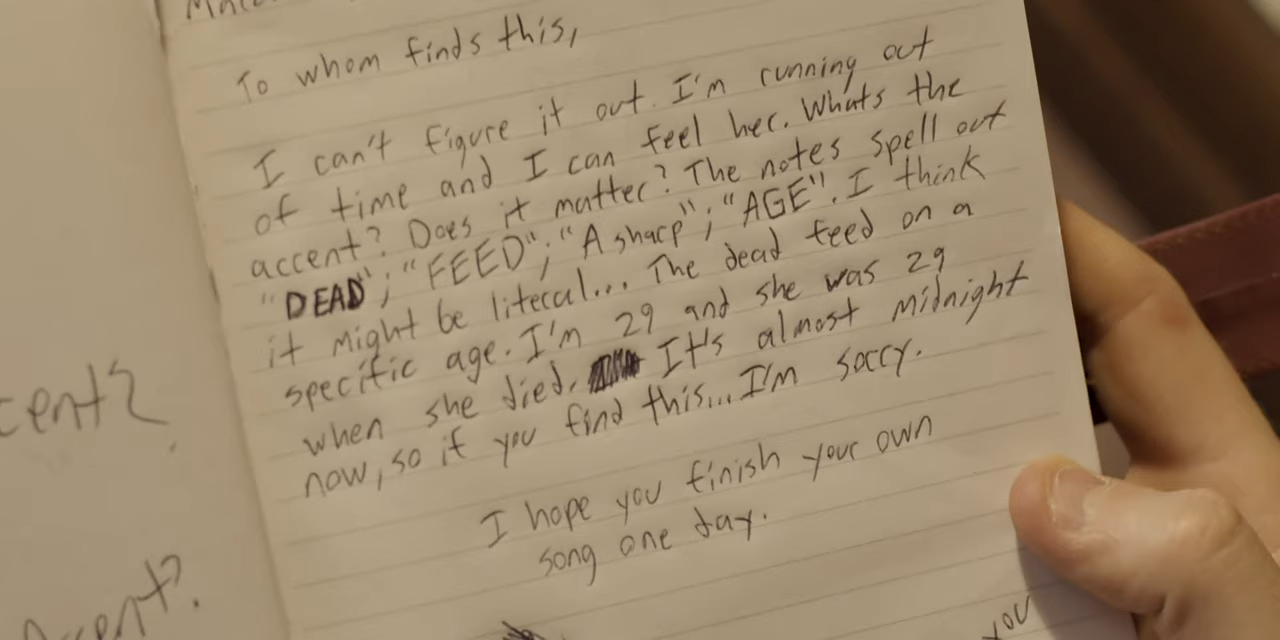 To whom finds this,
I can't figure it out. I'm running out
of time and I can feel her. Whats the
accent? Does it matter? The notes spell out
"DEAD"; "FEED"; "A sharp"; "AGE". I think
it might be literal... The dead feed on a
specific age. I'm 29 and she was 29
when she died. It's almost midnight
now, so if you find this... I'm sorry.
I hope you finish your own
song one day.
you
cent?
Accent?